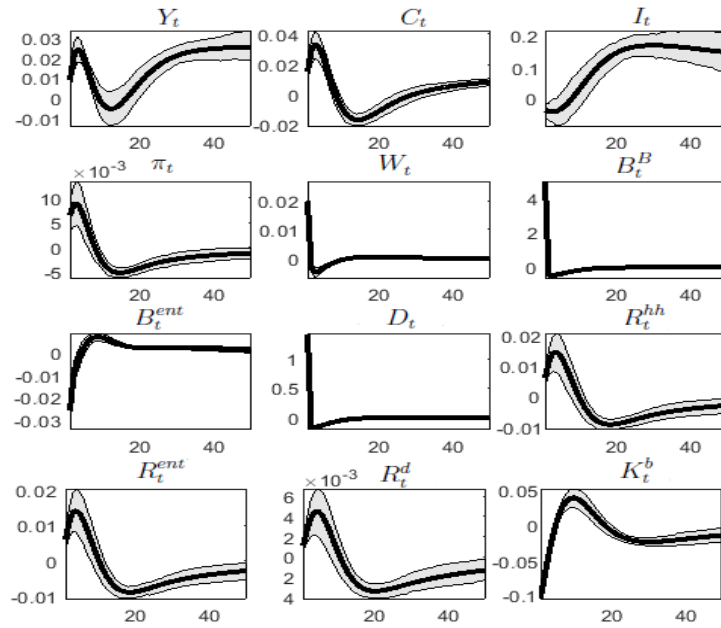 Y_t C_t I_t
0.03 0.04 0.2
0.02 0.02 0.1
0.01
0 0 0
-0.01 -0.02
20 40 20 40 20 40
× 10^-3 π_t W_t B_t^B
10 0.02 4
5 0.01 2
0 0 0
-5
20 40 20 40 20 40
B_t^ent D_t R_t^hh
0 1 0.02
-0.01 0.5 0.01
-0.02 0 0
-0.03 -0.01
20 40 20 40 20 40
R_t^ent × 10^-3 R_t^d K_t^b
0.02 6 0.05
0.01 4 0
2
0 0 -0.05
2
-0.01 4 -0.1
20 40 20 40 20 40